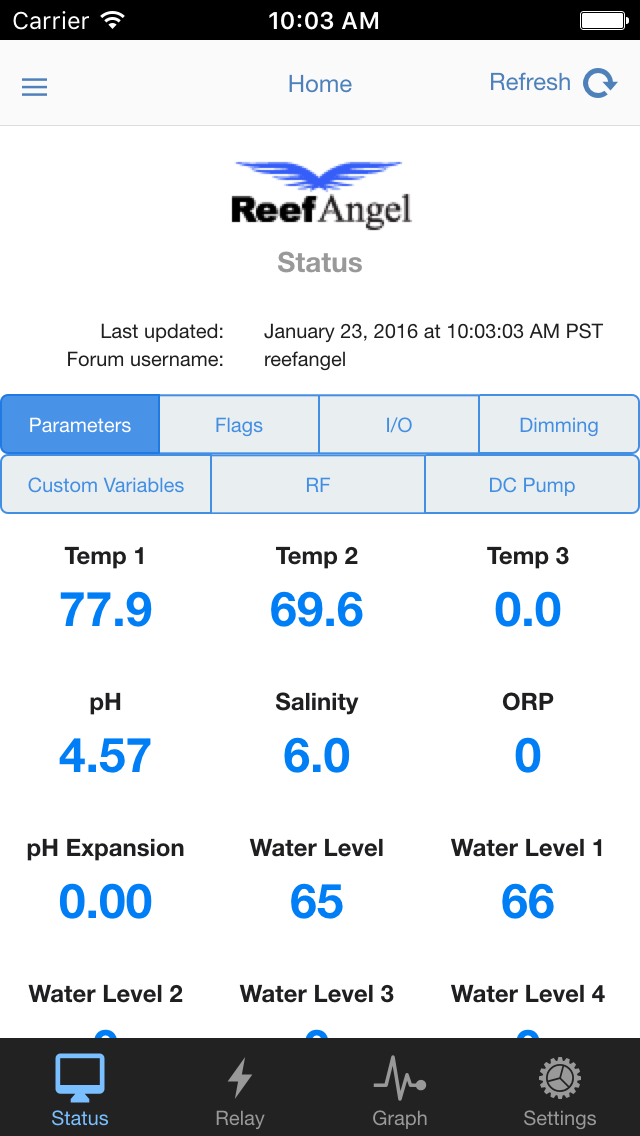 Carrier 10:03 AM
Home Refresh
ReefAngel
Status
Last updated: January 23, 2016 at 10:03:03 AM PST
Forum username: reefangel
Parameters Flags I/O Dimming
Custom Variables RF DC Pump
Temp 1 Temp 2 Temp 3
77.9 69.6 0.0
pH Salinity ORP
4.57 6.0 0
pH Expansion Water Level Water Level 1
0.00 65 66
Water Level 2 Water Level 3 Water Level 4
Status Relay Graph Settings